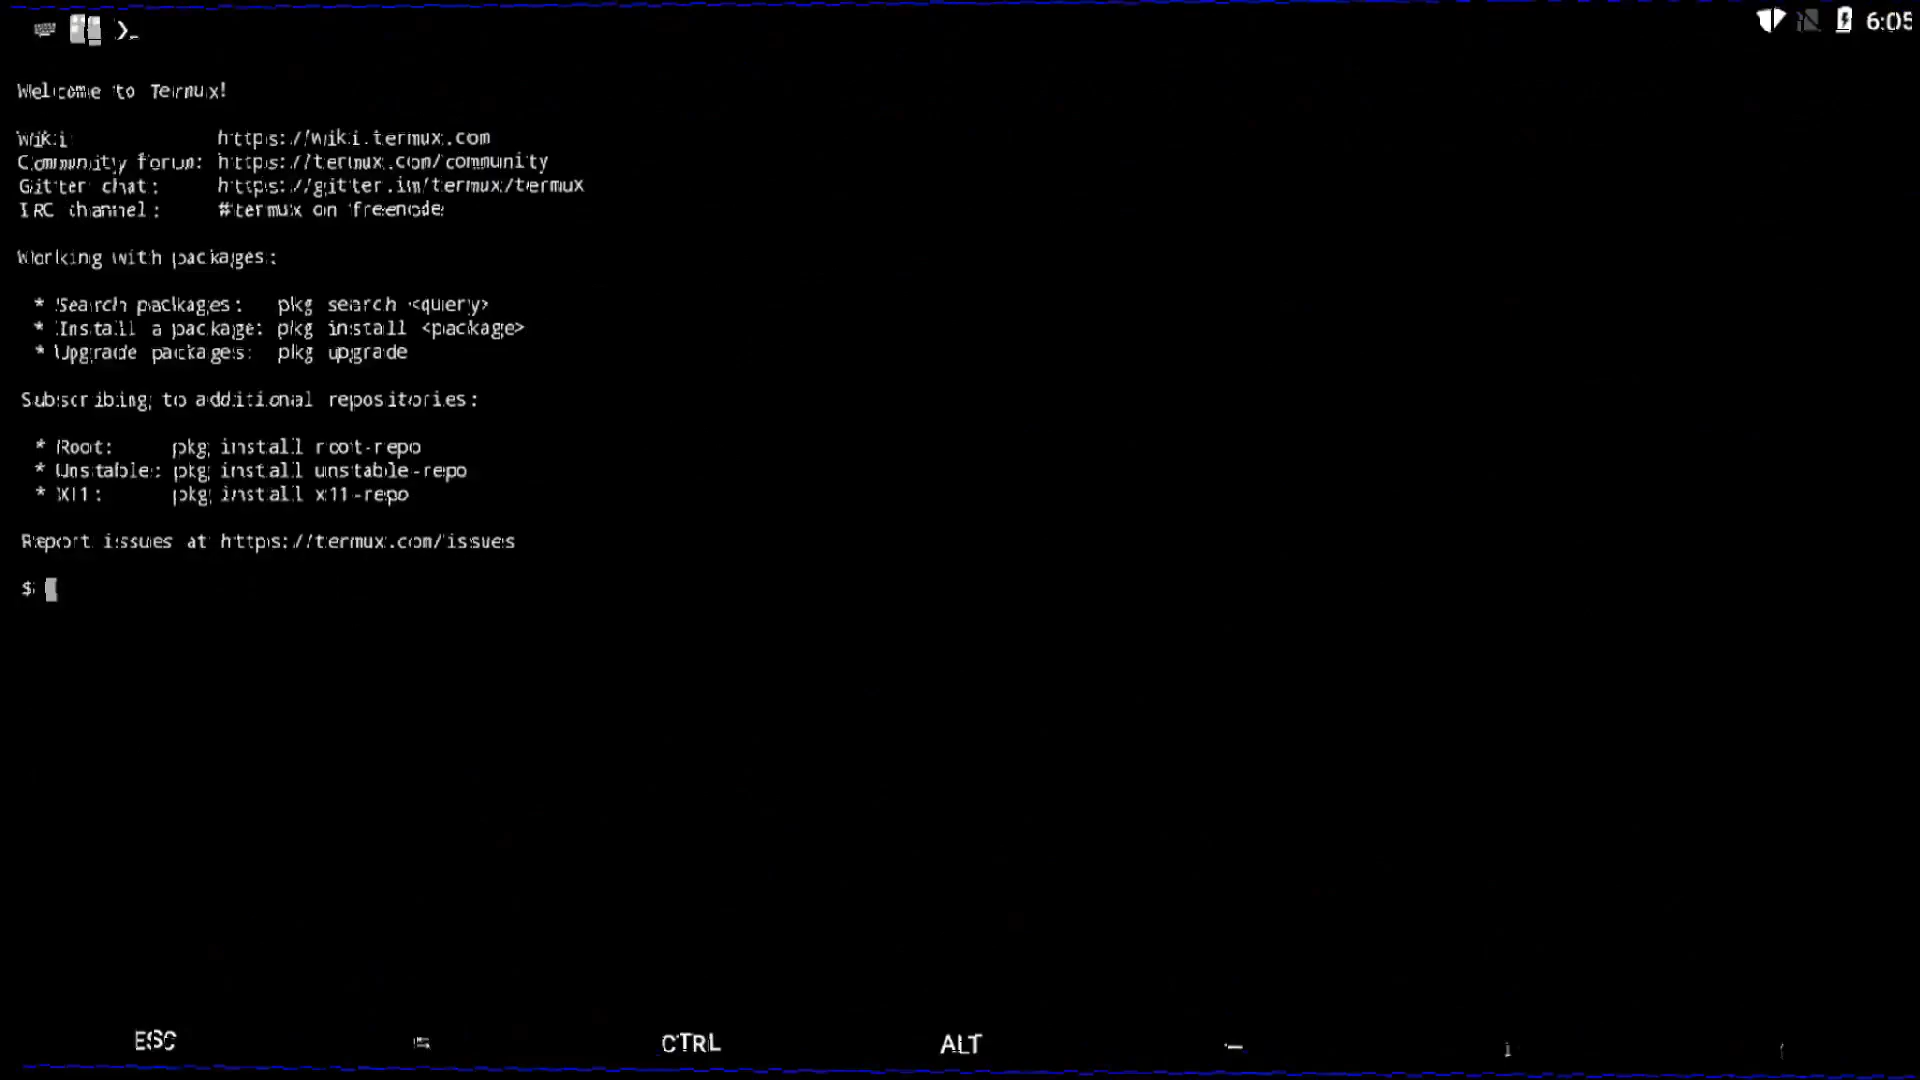 6:05
Welcome to Termux!
Wiki: https://wiki.termux.com
Community forum: https://termux.com/community
Gitter chat: https://gitter.im/termux/termux
IRC channel: #termux on freenode
Working with packages:
* Search packages: pkg search <query>
* Install a package: pkg install <package>
* Upgrade packages: pkg upgrade
Subscribing to additional repositories:
* Root: pkg install root-repo
* Unstable: pkg install unstable-repo
* X11: pkg install x11-repo
Report issues at https://termux.com/issues
$
ESC CTRL ALT —